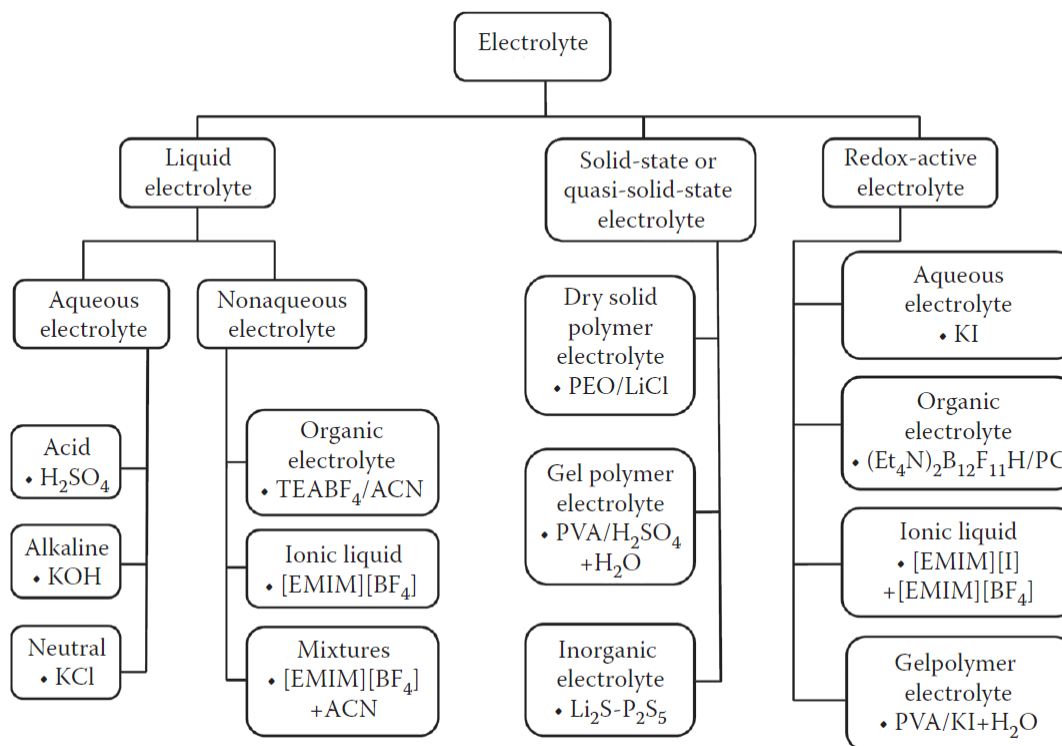 Electrolyte
Liquid
electrolyte
Solid-state or
quasi-solid-state
electrolyte
Redox-active
electrolyte
Aqueous
electrolyte
Nonaqueous
electrolyte
Acid
• H₂SO₄
Alkaline
• KOH
Neutral
• KCl
Organic
electrolyte
• TEABF₄/ACN
Ionic liquid
• [EMIM][BF₄]
Mixtures
• [EMIM][BF₄]
+ACN
Dry solid
polymer
electrolyte
• PEO/LiCl
Gel polymer
electrolyte
• PVA/H₂SO₄
+H₂O
Inorganic
electrolyte
• Li₂S-P₂S₅
Aqueous
electrolyte
• KI
Organic
electrolyte
• (Et₄N)₂B₁₂F₁₁H/PC
Ionic liquid
• [EMIM][I]
+[EMIM][BF₄]
Gelpolymer
electrolyte
• PVA/KI+H₂O